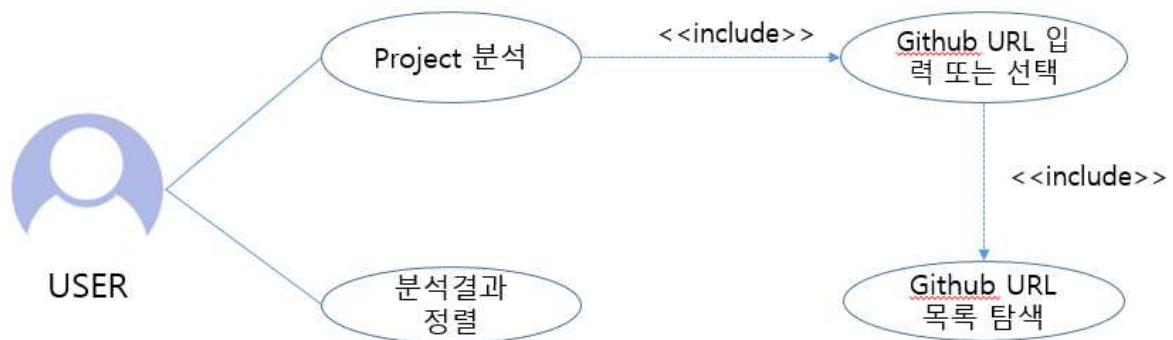 Project 분석
<<include>>
Github URL 입
력 또는 선택
<<include>>
USER
분석결과
정렬
Github URL
목록 탐색